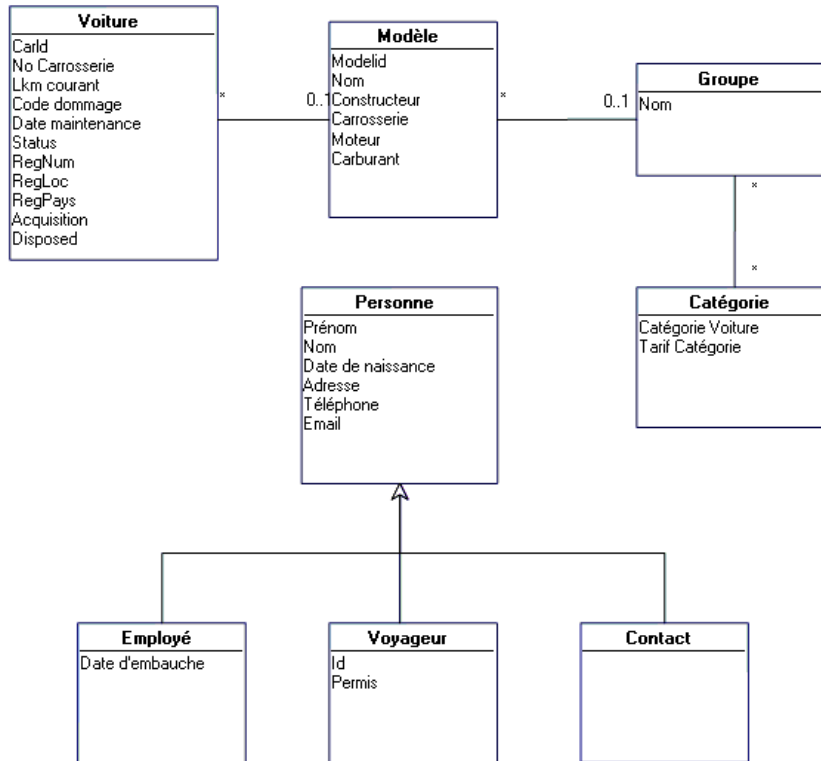 Voiture
CarId
No Carrosserie
Lkm courant
Code dommage
Date maintenance
Status
RegNum
RegLoc
RegPays
Acquisition
Disposed
*
0..1
Modèle
Modelid
Nom
Constructeur
Carrosserie
Moteur
Carburant
*
0..1
Groupe
Nom
*
*
Catégorie
Catégorie Voiture
Tarif Catégorie
Personne
Prénom
Nom
Date de naissance
Adresse
Téléphone
Email
Employé
Date d'embauche
Voyageur
Id
Permis
Contact